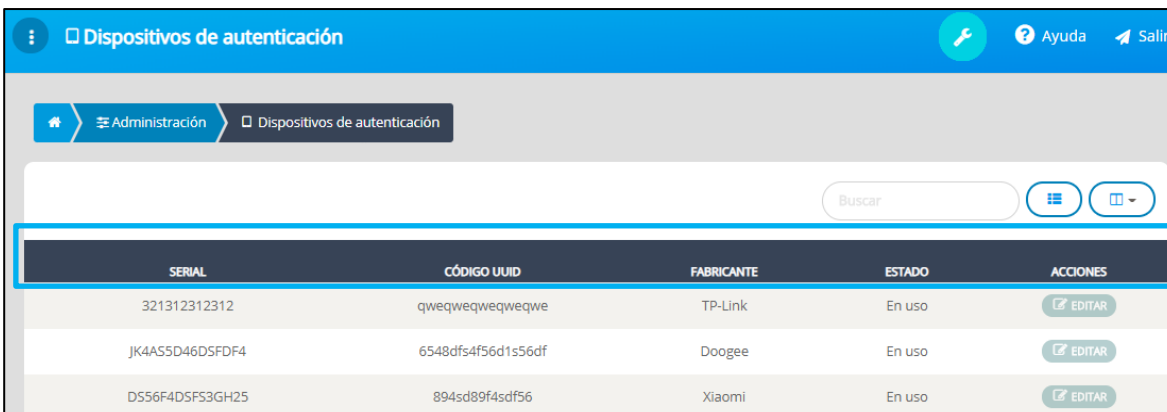 Dispositivos de autenticación Ayuda Salir
Administración Dispositivos de autenticación
Buscar
SERIAL CÓDIGO UUID FABRICANTE ESTADO ACCIONES
321312312312 qweqweqweqweqwe TP-Link En uso EDITAR
JK4AS5D46DSFDF4 6548dfs4f56d1s56df Doogee En uso EDITAR
DS56F4DSFS3GH25 894sd89f4sdf56 Xiaomi En uso EDITAR